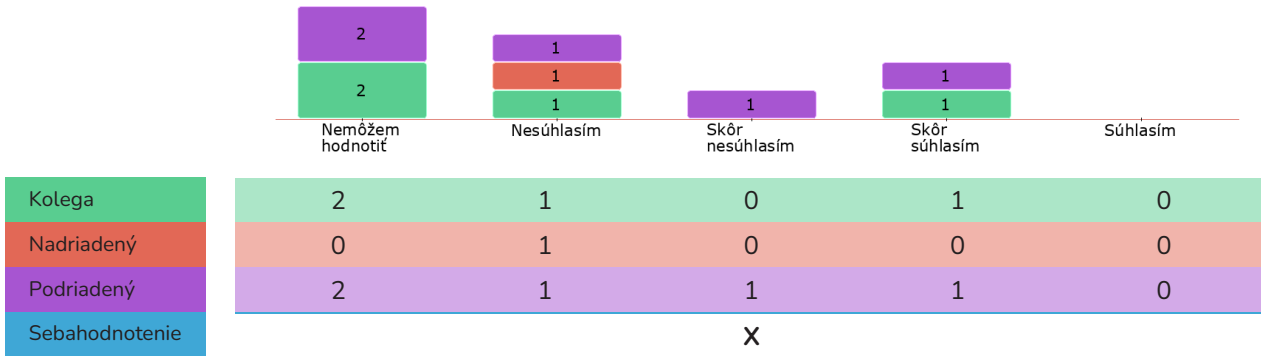 2
2
1
1
1
1
1
1
Nemôžem
hodnotiť
Nesúhlasím
Skôr
nesúhlasím
Skôr
súhlasím
Súhlasím
Kolega 2 1 0 1 0
Nadriadený 0 1 0 0 0
Podriadený 2 1 1 1 0
Sebahodnotenie x